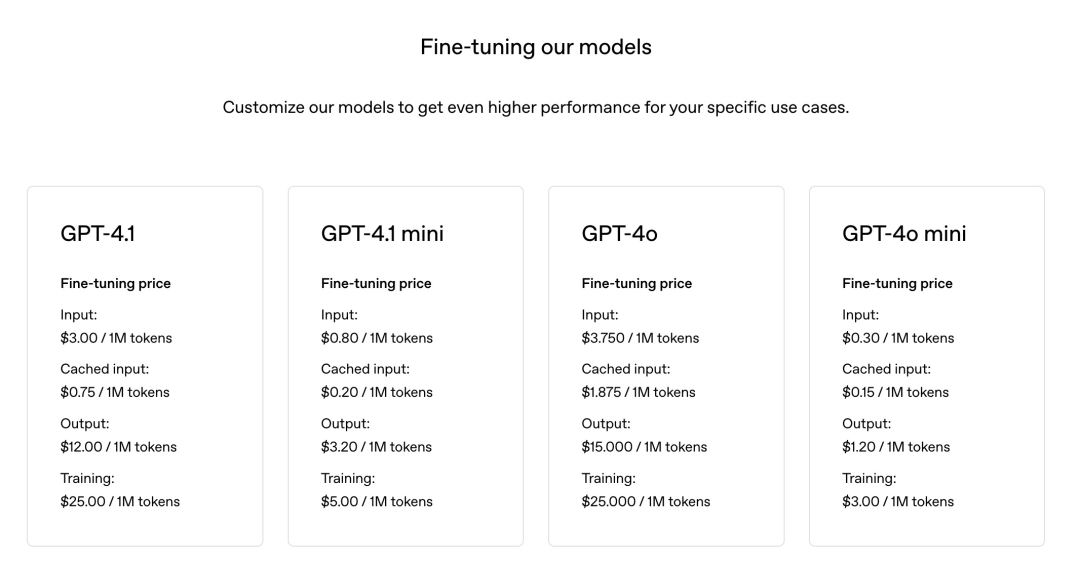 Fine-tuning our models
Customize our models to get even higher performance for your specific use cases.
GPT-4.1
Fine-tuning price
Input:
$3.00 / 1M tokens
Cached input:
$0.75 / 1M tokens
Output:
$12.00 / 1M tokens
Training:
$25.00 / 1M tokens
GPT-4.1 mini
Fine-tuning price
Input:
$0.80 / 1M tokens
Cached input:
$0.20 / 1M tokens
Output:
$3.20 / 1M tokens
Training:
$5.00 / 1M tokens
GPT-4o
Fine-tuning price
Input:
$3.750 / 1M tokens
Cached input:
$1.875 / 1M tokens
Output:
$15.000 / 1M tokens
Training:
$25.000 / 1M tokens
GPT-4o mini
Fine-tuning price
Input:
$0.30 / 1M tokens
Cached input:
$0.15 / 1M tokens
Output:
$1.20 / 1M tokens
Training:
$3.00 / 1M tokens